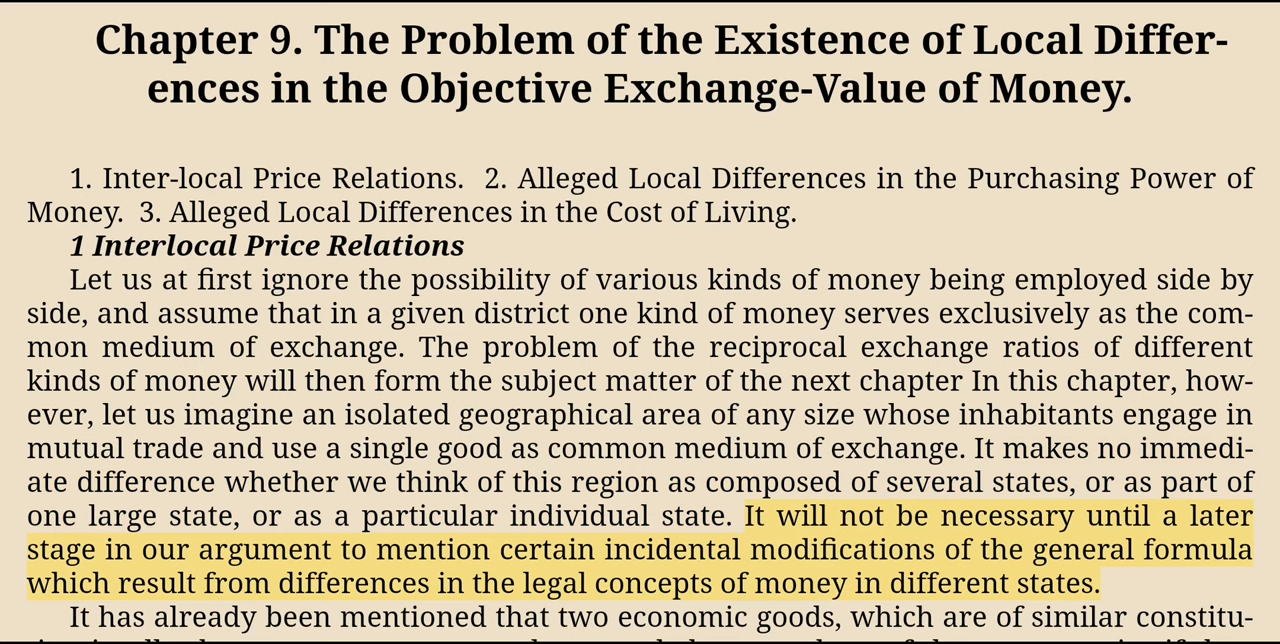 Chapter 9. The Problem of the Existence of Local Differ-
ences in the Objective Exchange-Value of Money.
1. Inter-local Price Relations. 2. Alleged Local Differences in the Purchasing Power of
Money. 3. Alleged Local Differences in the Cost of Living.
1 Interlocal Price Relations
Let us at first ignore the possibility of various kinds of money being employed side by
side, and assume that in a given district one kind of money serves exclusively as the com-
mon medium of exchange. The problem of the reciprocal exchange ratios of different
kinds of money will then form the subject matter of the next chapter In this chapter, how-
ever, let us imagine an isolated geographical area of any size whose inhabitants engage in
mutual trade and use a single good as common medium of exchange. It makes no immedi-
ate difference whether we think of this region as composed of several states, or as part of
one large state, or as a particular individual state. It will not be necessary until a later
stage in our argument to mention certain incidental modifications of the general formula
which result from differences in the legal concepts of money in different states.
It has already been mentioned that two economic goods, which are of similar constitu-